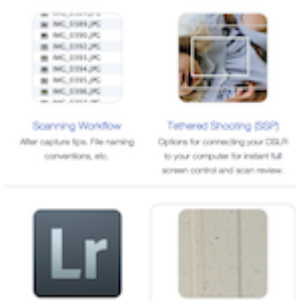 IMG_0389.JPG
IMG_0390.JPG
IMG_0392.JPG
IMG_0393.JPG
IMG_0394.JPG
IMG_0395.JPG
IMG_0396.JPG
Scanning Workflow
After capture tips. File naming
conventions, etc.
Tethered Shooting (SSP)
Options for connecting your DSLR
to your computer for instant full
screen control and scan review.
Lr